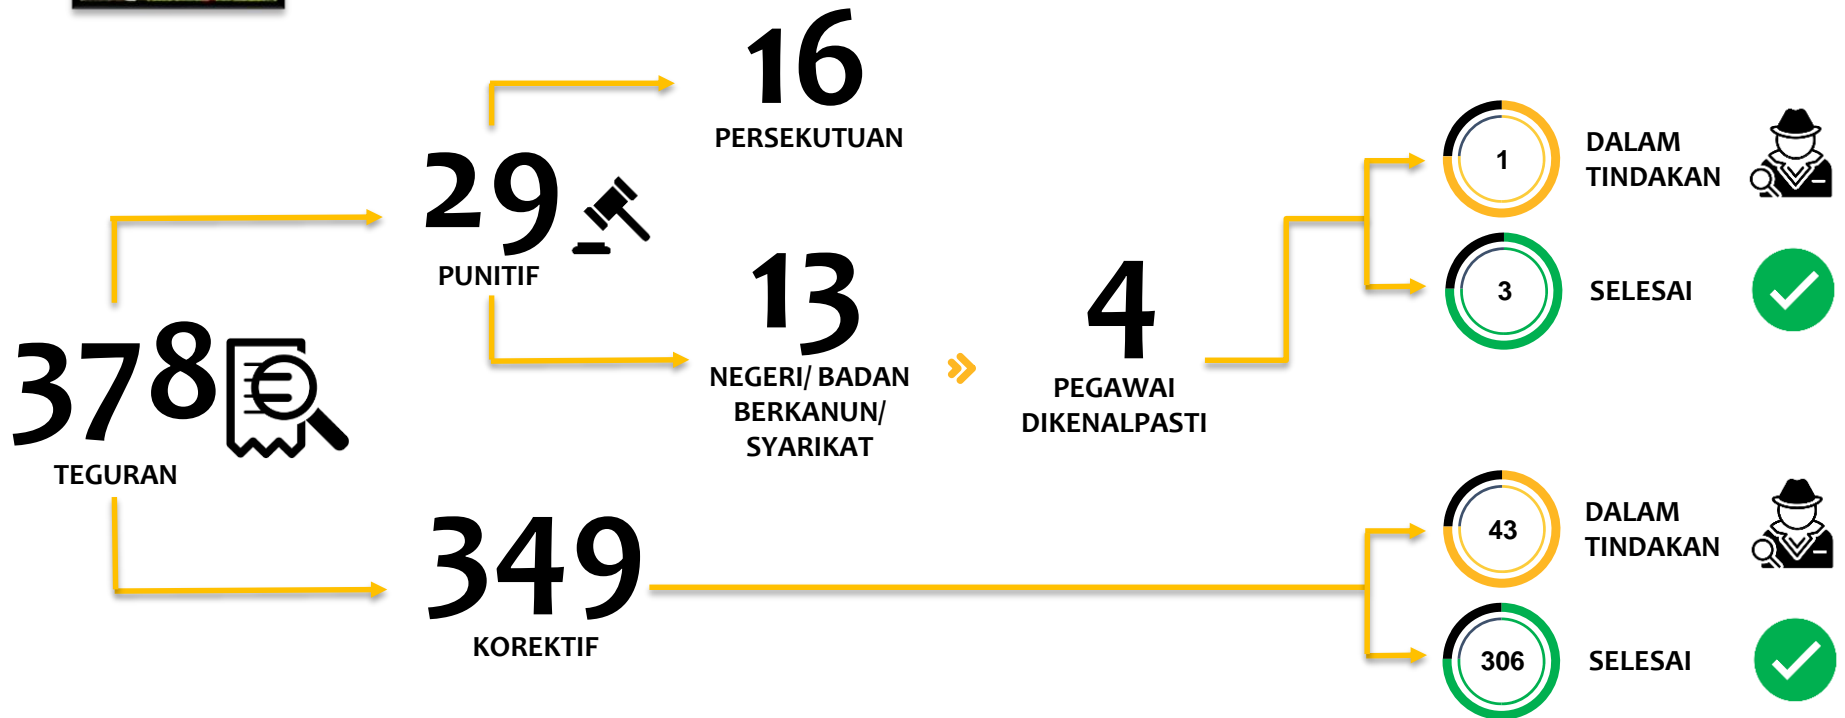 378
TEGURAN
29
PUNITIF
16
PERSEKUTUAN
13
NEGERI/ BADAN
BERKANUN/
SYARIKAT
4
PEGAWAI
DIKENALPASTI
1
DALAM
TINDAKAN
3
SELESAI
349
KOREKTIF
43
DALAM
TINDAKAN
306
SELESAI